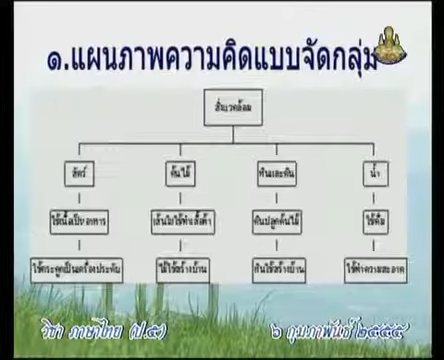 ๑.แผนภาพความคิดแบบจัดกลุ่ม
สิ่งแวดล้อม
สัตว์ ต้นไม้ หินและดิน น้ำ
ใช้เนื้อเป็นอาหาร เส้นใยใช้ทำเสื้อผ้า ดินปลูกต้นไม้ ใช้ดื่ม
ใช้กระดูกเป็นเครื่องประดับ ไม้ใช้สร้างบ้าน หินใช้สร้างบ้าน ใช้ทำความสะอาด
วิชา ภาษาไทย (ป.๕) ๖ กุมภาพันธ์ ๒๕๕๕